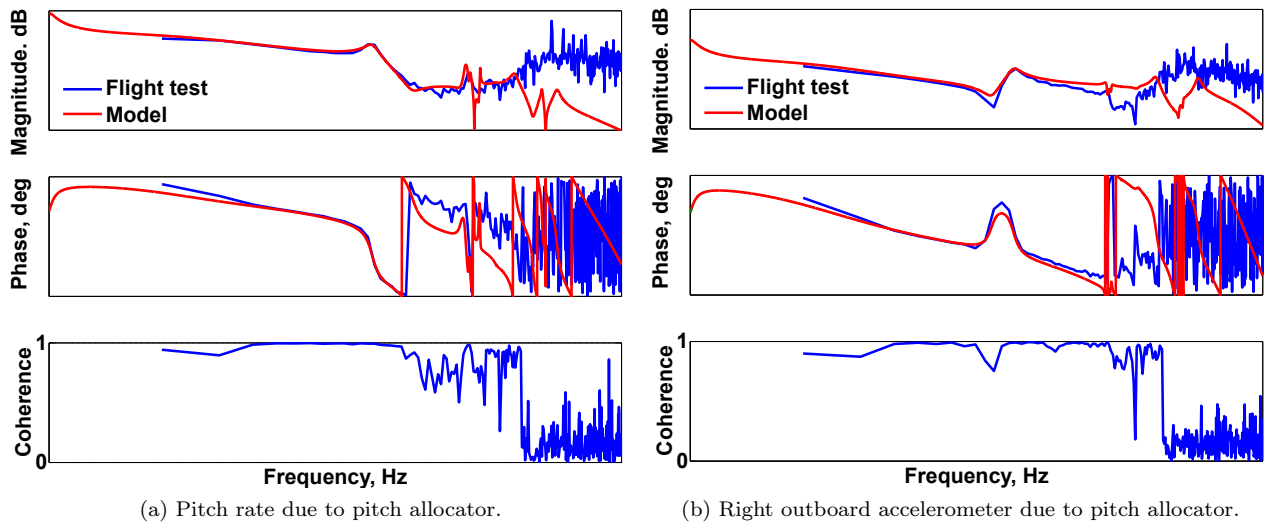 Magnitude. dB
Flight test
Model
Phase, deg
Coherence
1
0
Frequency, Hz
(a) Pitch rate due to pitch allocator.
Magnitude. dB
Flight test
Model
Phase, deg
Coherence
1
0
Frequency, Hz
(b) Right outboard accelerometer due to pitch allocator.